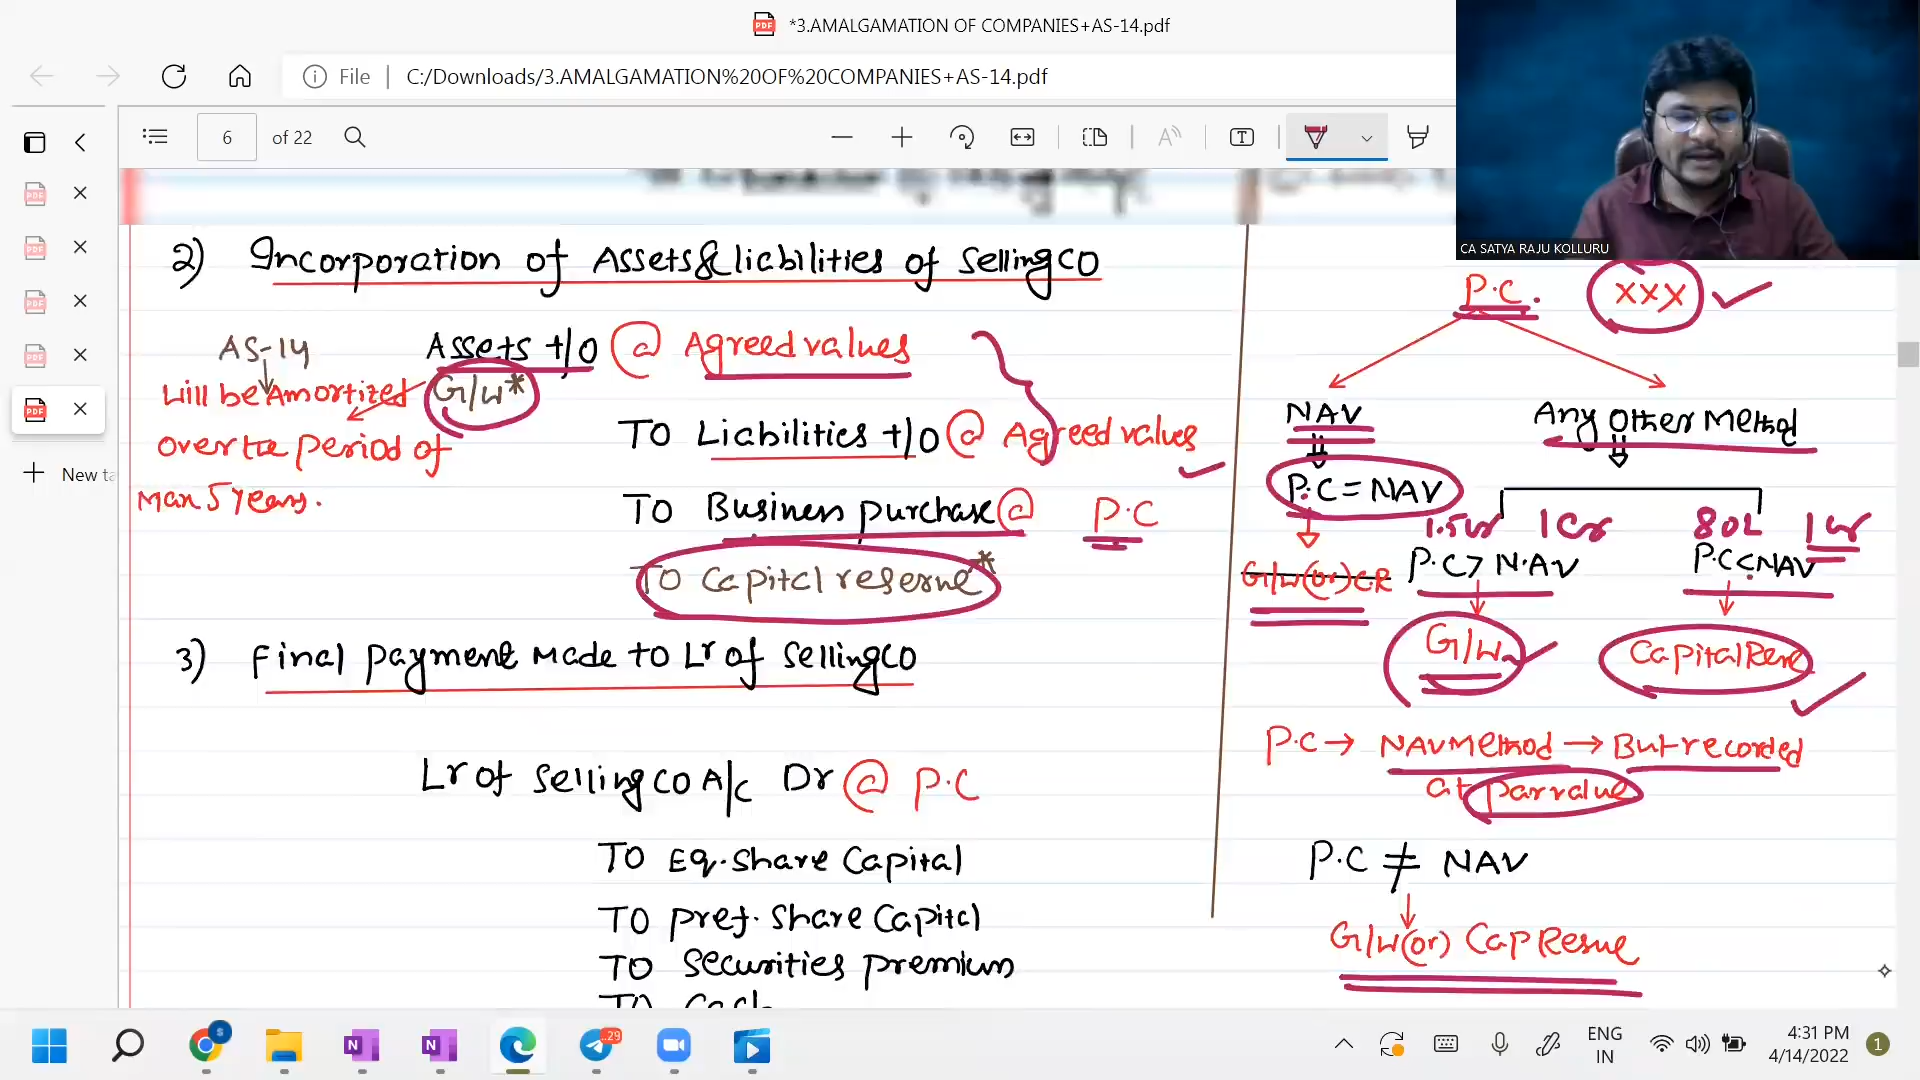 *3.AMALGAMATION OF COMPANIES+AS-14.pdf
File C:/Downloads/3.AMALGAMATION%20OF%20COMPANIES+AS-14.pdf
6 of 22
New ta
CA SATYA RAJU KOLLURU
2) Incorporation of Assets&liabilities of selling CO
AS-14 Assets t/o @ Agreed values
Will be Amortized G/W*
over the period of To Liabilities t/o @ Agreed values
Max 5 years. To Business purchase @ P.C
To Capital reserve*
3) Final payment Made to Lr of selling CO
Lr of selling CO A/c Dr @ P.C
To Eq. share Capital
To pref. share Capital
To securities premium
To cash
P.C. XXX
NAV Any other Method
P.C = NAV
1.5cr 1cr 80L 1cr
G/W(or)C.R P.C > N.A.V P.C < NAV
G/W
P.C → NAV Method → But recorded
at par value
P.C ≠ NAV
G/W(or) Cap Reserve
29
N N
ENG
IN
4:31 PM
4/14/2022
1